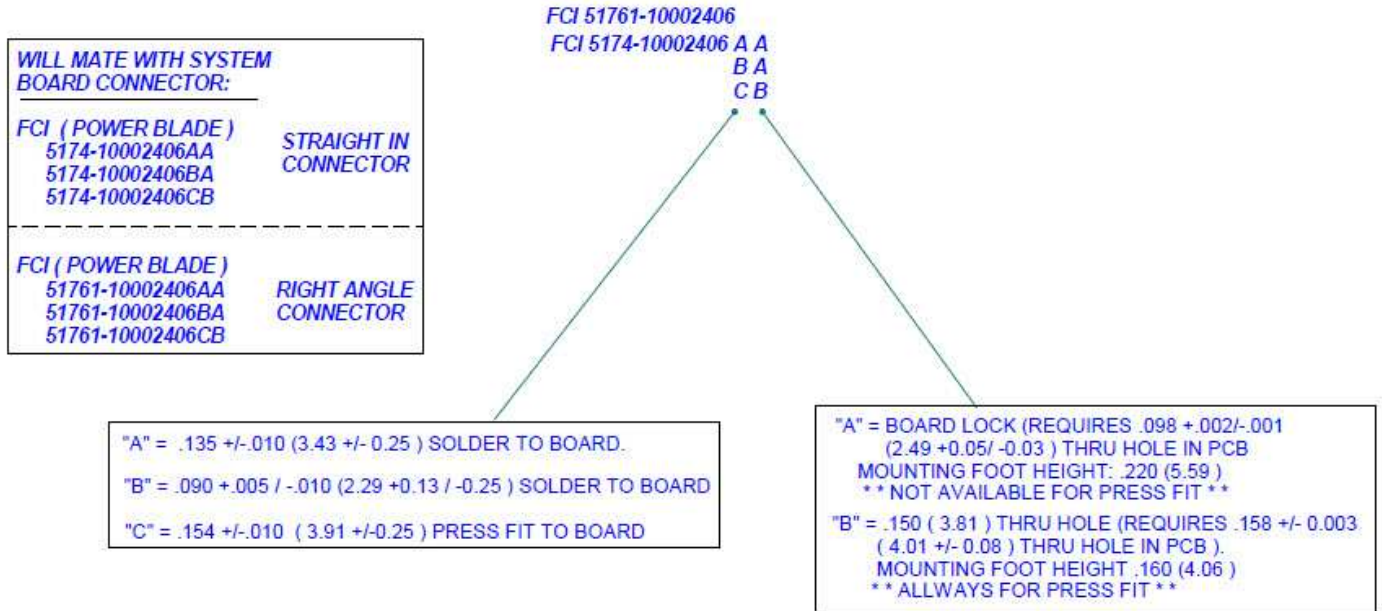 FCI 51761-10002406
FCI 5174-10002406 A A
B A
C B
WILL MATE WITH SYSTEM
BOARD CONNECTOR:
FCI ( POWER BLADE )
5174-10002406AA
5174-10002406BA
5174-10002406CB
STRAIGHT IN
CONNECTOR
FCI ( POWER BLADE )
51761-10002406AA
51761-10002406BA
51761-10002406CB
RIGHT ANGLE
CONNECTOR
"A" = .135 +/-.010 (3.43 +/- 0.25 ) SOLDER TO BOARD.
"B" = .090 +.005 / -.010 (2.29 +0.13 / -0.25 ) SOLDER TO BOARD
"C" = .154 +/-.010 ( 3.91 +/-0.25 ) PRESS FIT TO BOARD
"A" = BOARD LOCK (REQUIRES .098 +.002/-.001
(2.49 +0.05/ -0.03 ) THRU HOLE IN PCB
MOUNTING FOOT HEIGHT: .220 (5.59 )
* * NOT AVAILABLE FOR PRESS FIT * *
"B" = .150 ( 3.81 ) THRU HOLE (REQUIRES .158 +/- 0.003
( 4.01 +/- 0.08 ) THRU HOLE IN PCB ).
MOUNTING FOOT HEIGHT .160 (4.06 )
* * ALLWAYS FOR PRESS FIT * *